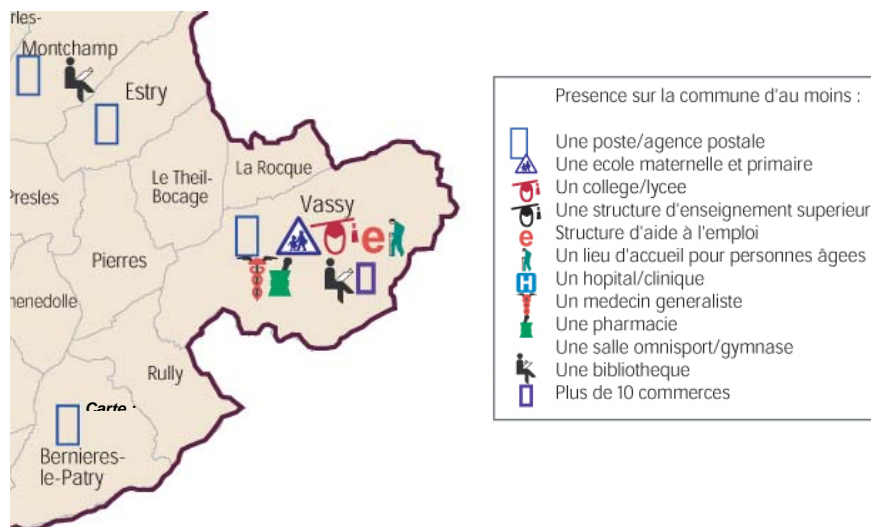 rles-
Montchamp
Estry
La Rocque
Le Theil-
Bocage
Presles
Vassy
e
Pierres
henedolle
Rully
Carte :
Bernieres-
le-Patry
Presence sur la commune d'au moins :
Une poste/agence postale
Une ecole maternelle et primaire
Un college/lycee
Une structure d'enseignement superieur
e Structure d'aide à l'emploi
Un lieu d'accueil pour personnes âgees
H Un hopital/clinique
Un medecin generaliste
Une pharmacie
Une salle omnisport/gymnase
Une bibliotheque
Plus de 10 commerces